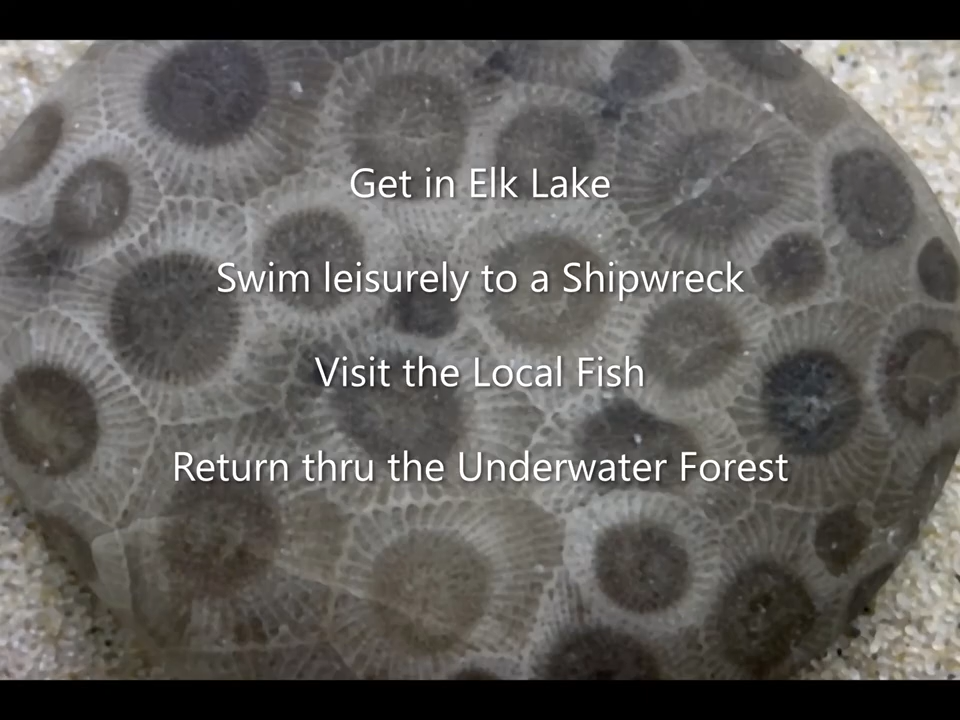 Get in Elk Lake
Swim leisurely to a Shipwreck
Visit the Local Fish
Return thru the Underwater Forest